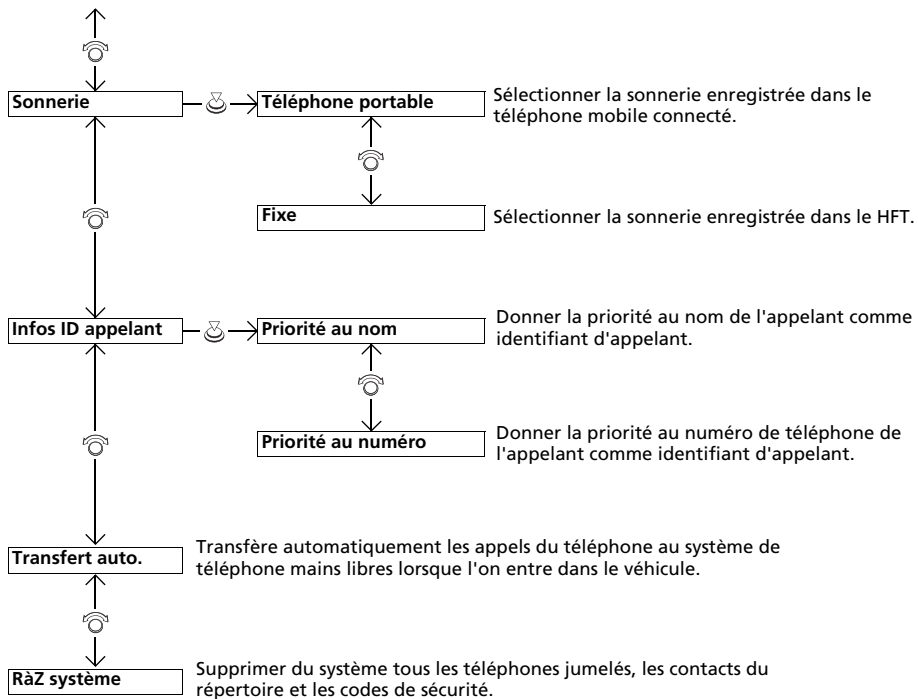 Sonnerie
Téléphone portable
Sélectionner la sonnerie enregistrée dans le
téléphone mobile connecté.
Fixe
Sélectionner la sonnerie enregistrée dans le HFT.
Infos ID appelant
Priorité au nom
Donner la priorité au nom de l'appelant comme
identifiant d'appelant.
Priorité au numéro
Donner la priorité au numéro de téléphone de
l'appelant comme identifiant d'appelant.
Transfert auto.
Transfère automatiquement les appels du téléphone au système de
téléphone mains libres lorsque l'on entre dans le véhicule.
RàZ système
Supprimer du système tous les téléphones jumelés, les contacts du
répertoire et les codes de sécurité.